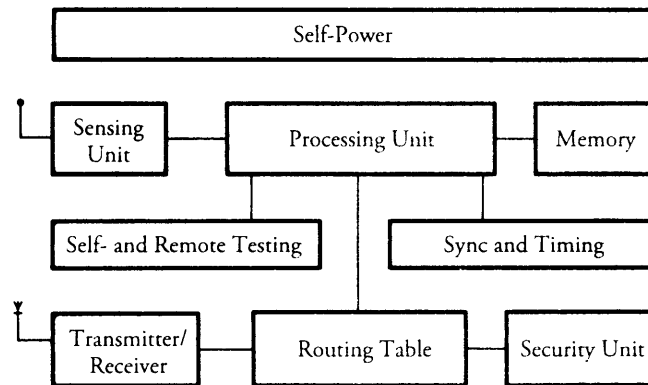 Self-Power
Sensing
Unit
Processing Unit
Memory
Self- and Remote Testing
Sync and Timing
Transmitter/
Receiver
Routing Table
Security Unit